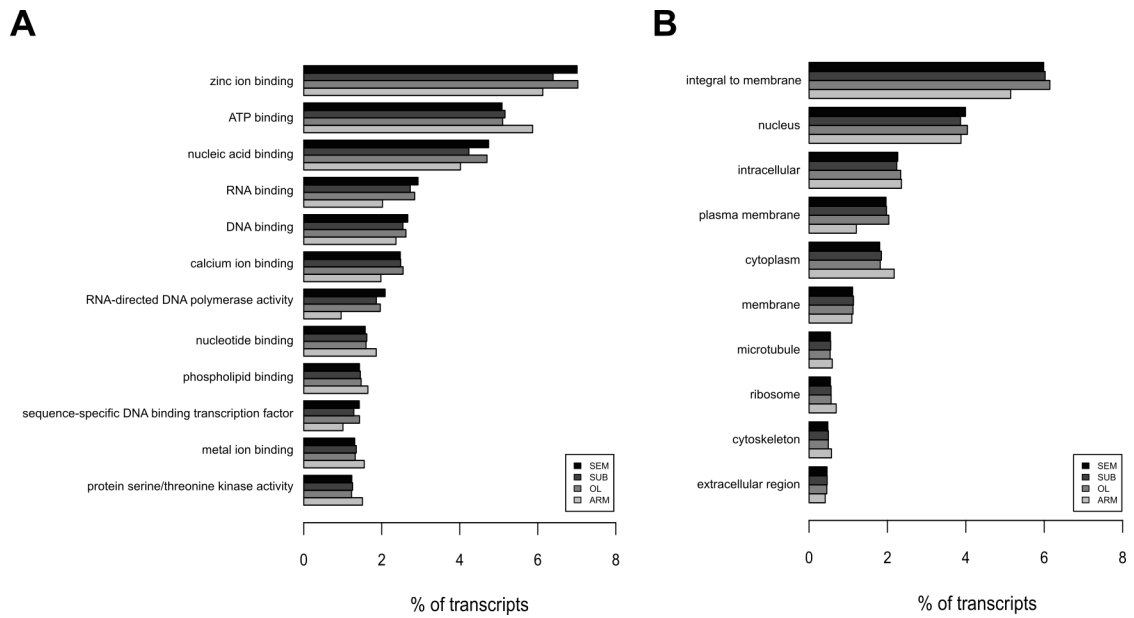 A
zinc ion binding
ATP binding
nucleic acid binding
RNA binding
DNA binding
calcium ion binding
RNA-directed DNA polymerase activity
nucleotide binding
phospholipid binding
sequence-specific DNA binding transcription factor
metal ion binding
protein serine/threonine kinase activity
SEM
SUB
OL
ARM
0 2 4 6 8
% of transcripts
B
integral to membrane
nucleus
intracellular
plasma membrane
cytoplasm
membrane
microtubule
ribosome
cytoskeleton
extracellular region
SEM
SUB
OL
ARM
0 2 4 6 8
% of transcripts